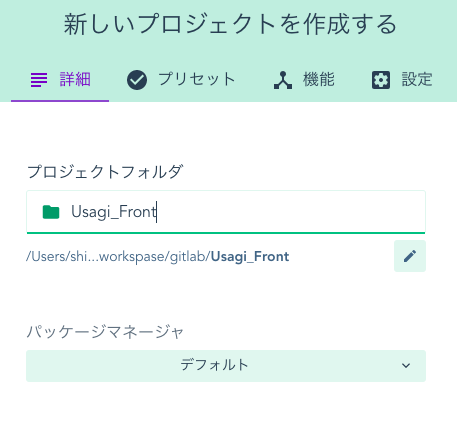 新しいプロジェクトを作成する
詳細 プリセット 機能 設定
プロジェクトフォルダ
Usagi_Front
/Users/shi...workspase/gitlab/Usagi_Front
パッケージマネージャ
デフォルト